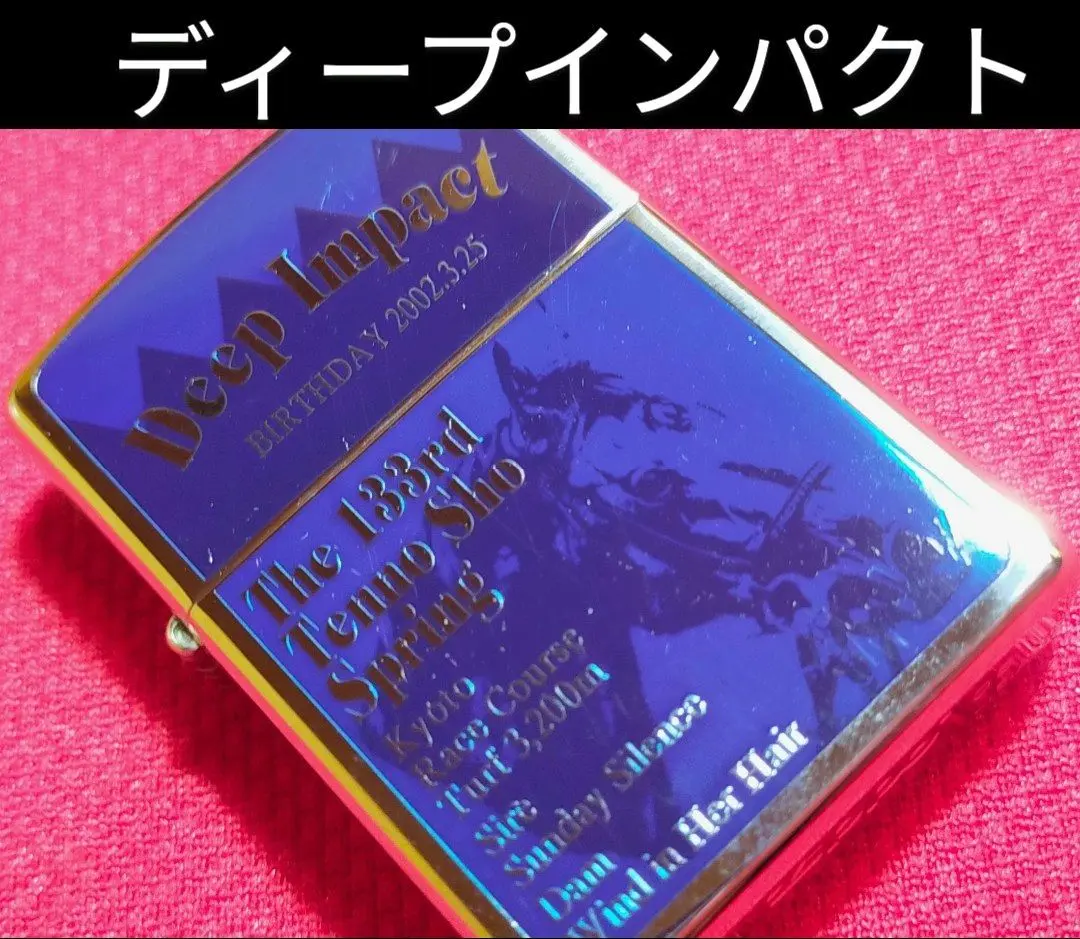 ディープインパクト
Deep Impact
BIRTHDAY 2002.3.25
The 133rd
Tenno Sho
Spring
Kyoto
Race Course
Turf 3,200m
Sire
Sunday Silence
Dam
Wind in Her Hair